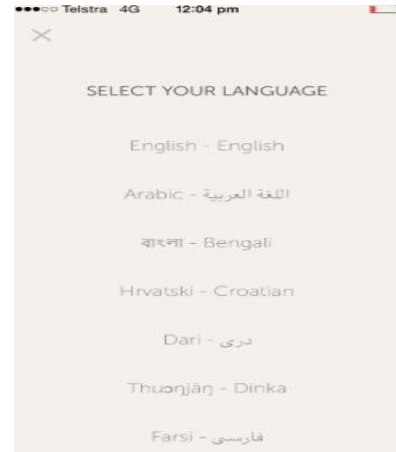 Telstra 4G 12:04 pm
SELECT YOUR LANGUAGE
English - English
Arabic - اللغة العربية
বাংলা - Bengali
Hrvatski - Croatian
Dari - دری
Thuɔŋjäŋ - Dinka
Farsi - فارسی